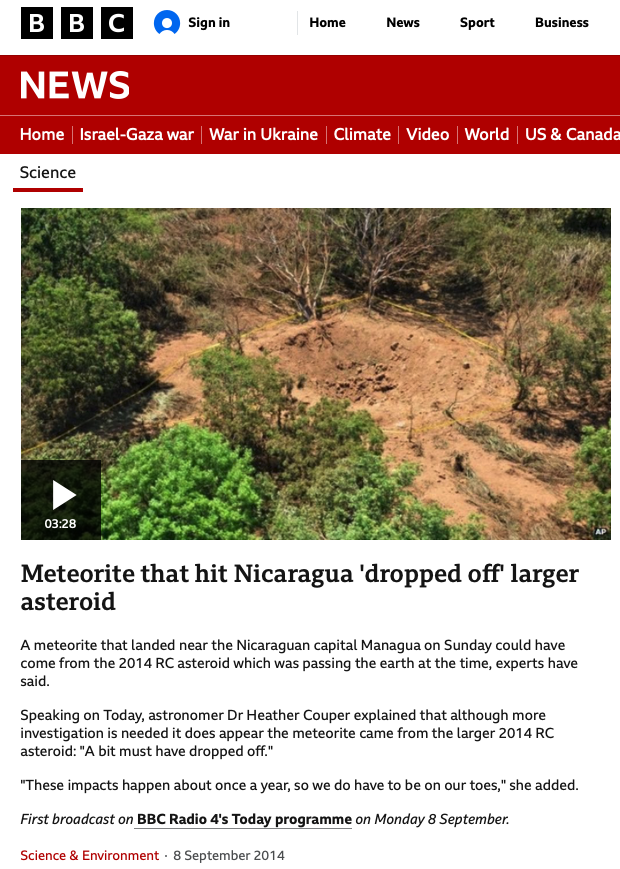 BBC
Sign in
Home
News
Sport
Business
NEWS
Home
Israel-Gaza war
War in Ukraine
Climate
Video
World
US & Canada
Science
03:28
AP
Meteorite that hit Nicaragua 'dropped off' larger
asteroid
A meteorite that landed near the Nicaraguan capital Managua on Sunday could have
come from the 2014 RC asteroid which was passing the earth at the time, experts have
said.
Speaking on Today, astronomer Dr Heather Couper explained that although more
investigation is needed it does appear the meteorite came from the larger 2014 RC
asteroid: "A bit must have dropped off."
"These impacts happen about once a year, so we do have to be on our toes," she added.
First broadcast on BBC Radio 4's Today programme on Monday 8 September.
Science & Environment · 8 September 2014